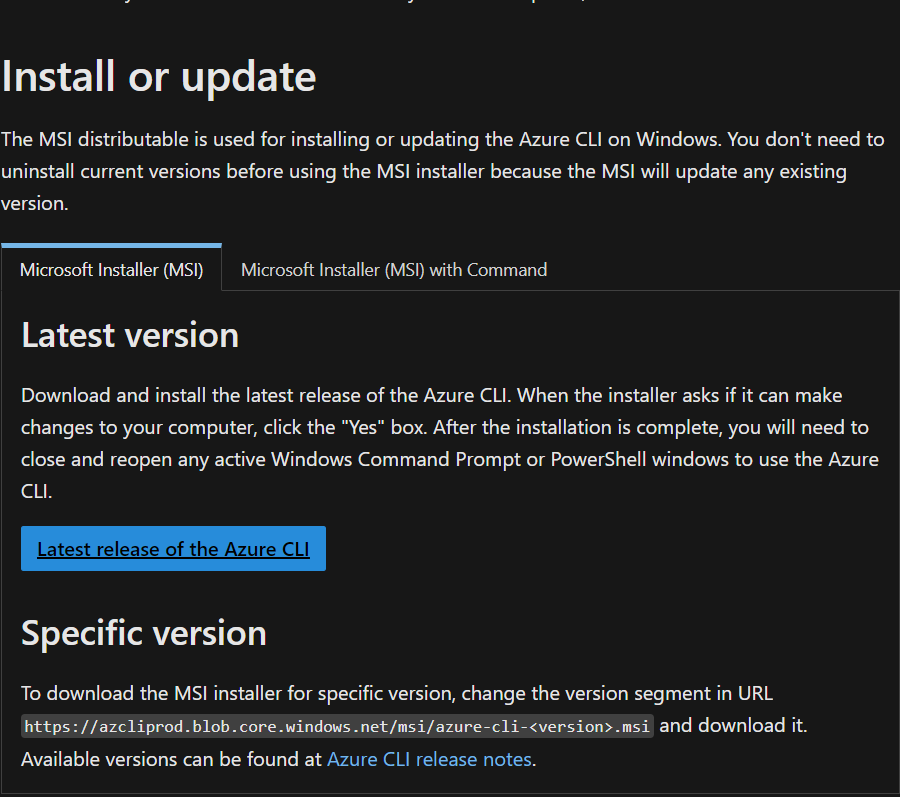 Install or update
The MSI distributable is used for installing or updating the Azure CLI on Windows. You don't need to
uninstall current versions before using the MSI installer because the MSI will update any existing
version.
Microsoft Installer (MSI)
Microsoft Installer (MSI) with Command
Latest version
Download and install the latest release of the Azure CLI. When the installer asks if it can make
changes to your computer, click the "Yes" box. After the installation is complete, you will need to
close and reopen any active Windows Command Prompt or PowerShell windows to use the Azure
CLI.
Latest release of the Azure CLI
Specific version
To download the MSI installer for specific version, change the version segment in URL
https://azcliprod.blob.core.windows.net/msi/azure-cli-<version>.msi and download it.
Available versions can be found at Azure CLI release notes.